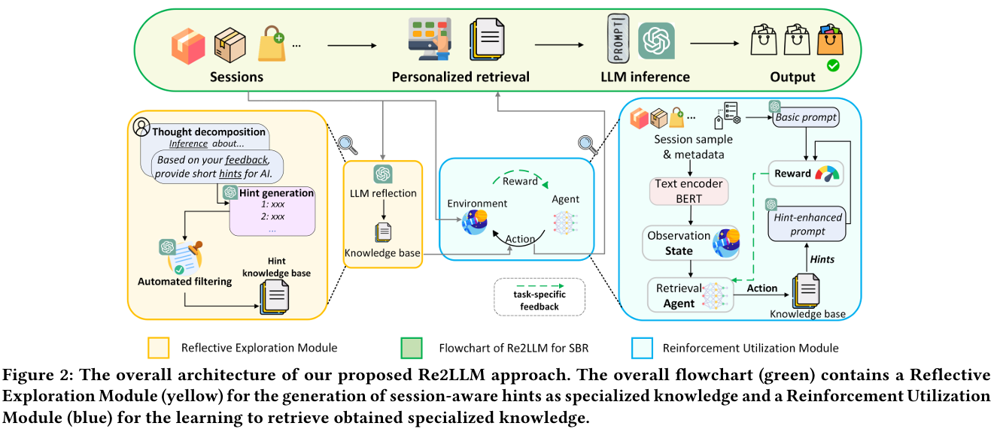 Sessions
...
Personalized retrieval
PROMPT
LLM inference
Output
Thought decomposition
Inference about...
Based on your feedback,
provide short hints for AI.
Hint generation
1: xxx
2: xxx
...
Automated filtering
Hint
knowledge base
LLM reflection
Knowledge base
Reward
Environment
Agent
Action
task-specific
feedback
...
Session sample
& metadata
Basic prompt
Text encoder
BERT
Reward
Observation
State
Hint-enhanced
prompt
Hints
Retrieval
Agent
Action
Knowledge base
Reflective Exploration Module
Flowchart of Re2LLM for SBR
Reinforcement Utilization Module
Figure 2: The overall architecture of our proposed Re2LLM approach. The overall flowchart (green) contains a Reflective
Exploration Module (yellow) for the generation of session-aware hints as specialized knowledge and a Reinforcement Utilization
Module (blue) for the learning to retrieve obtained specialized knowledge.